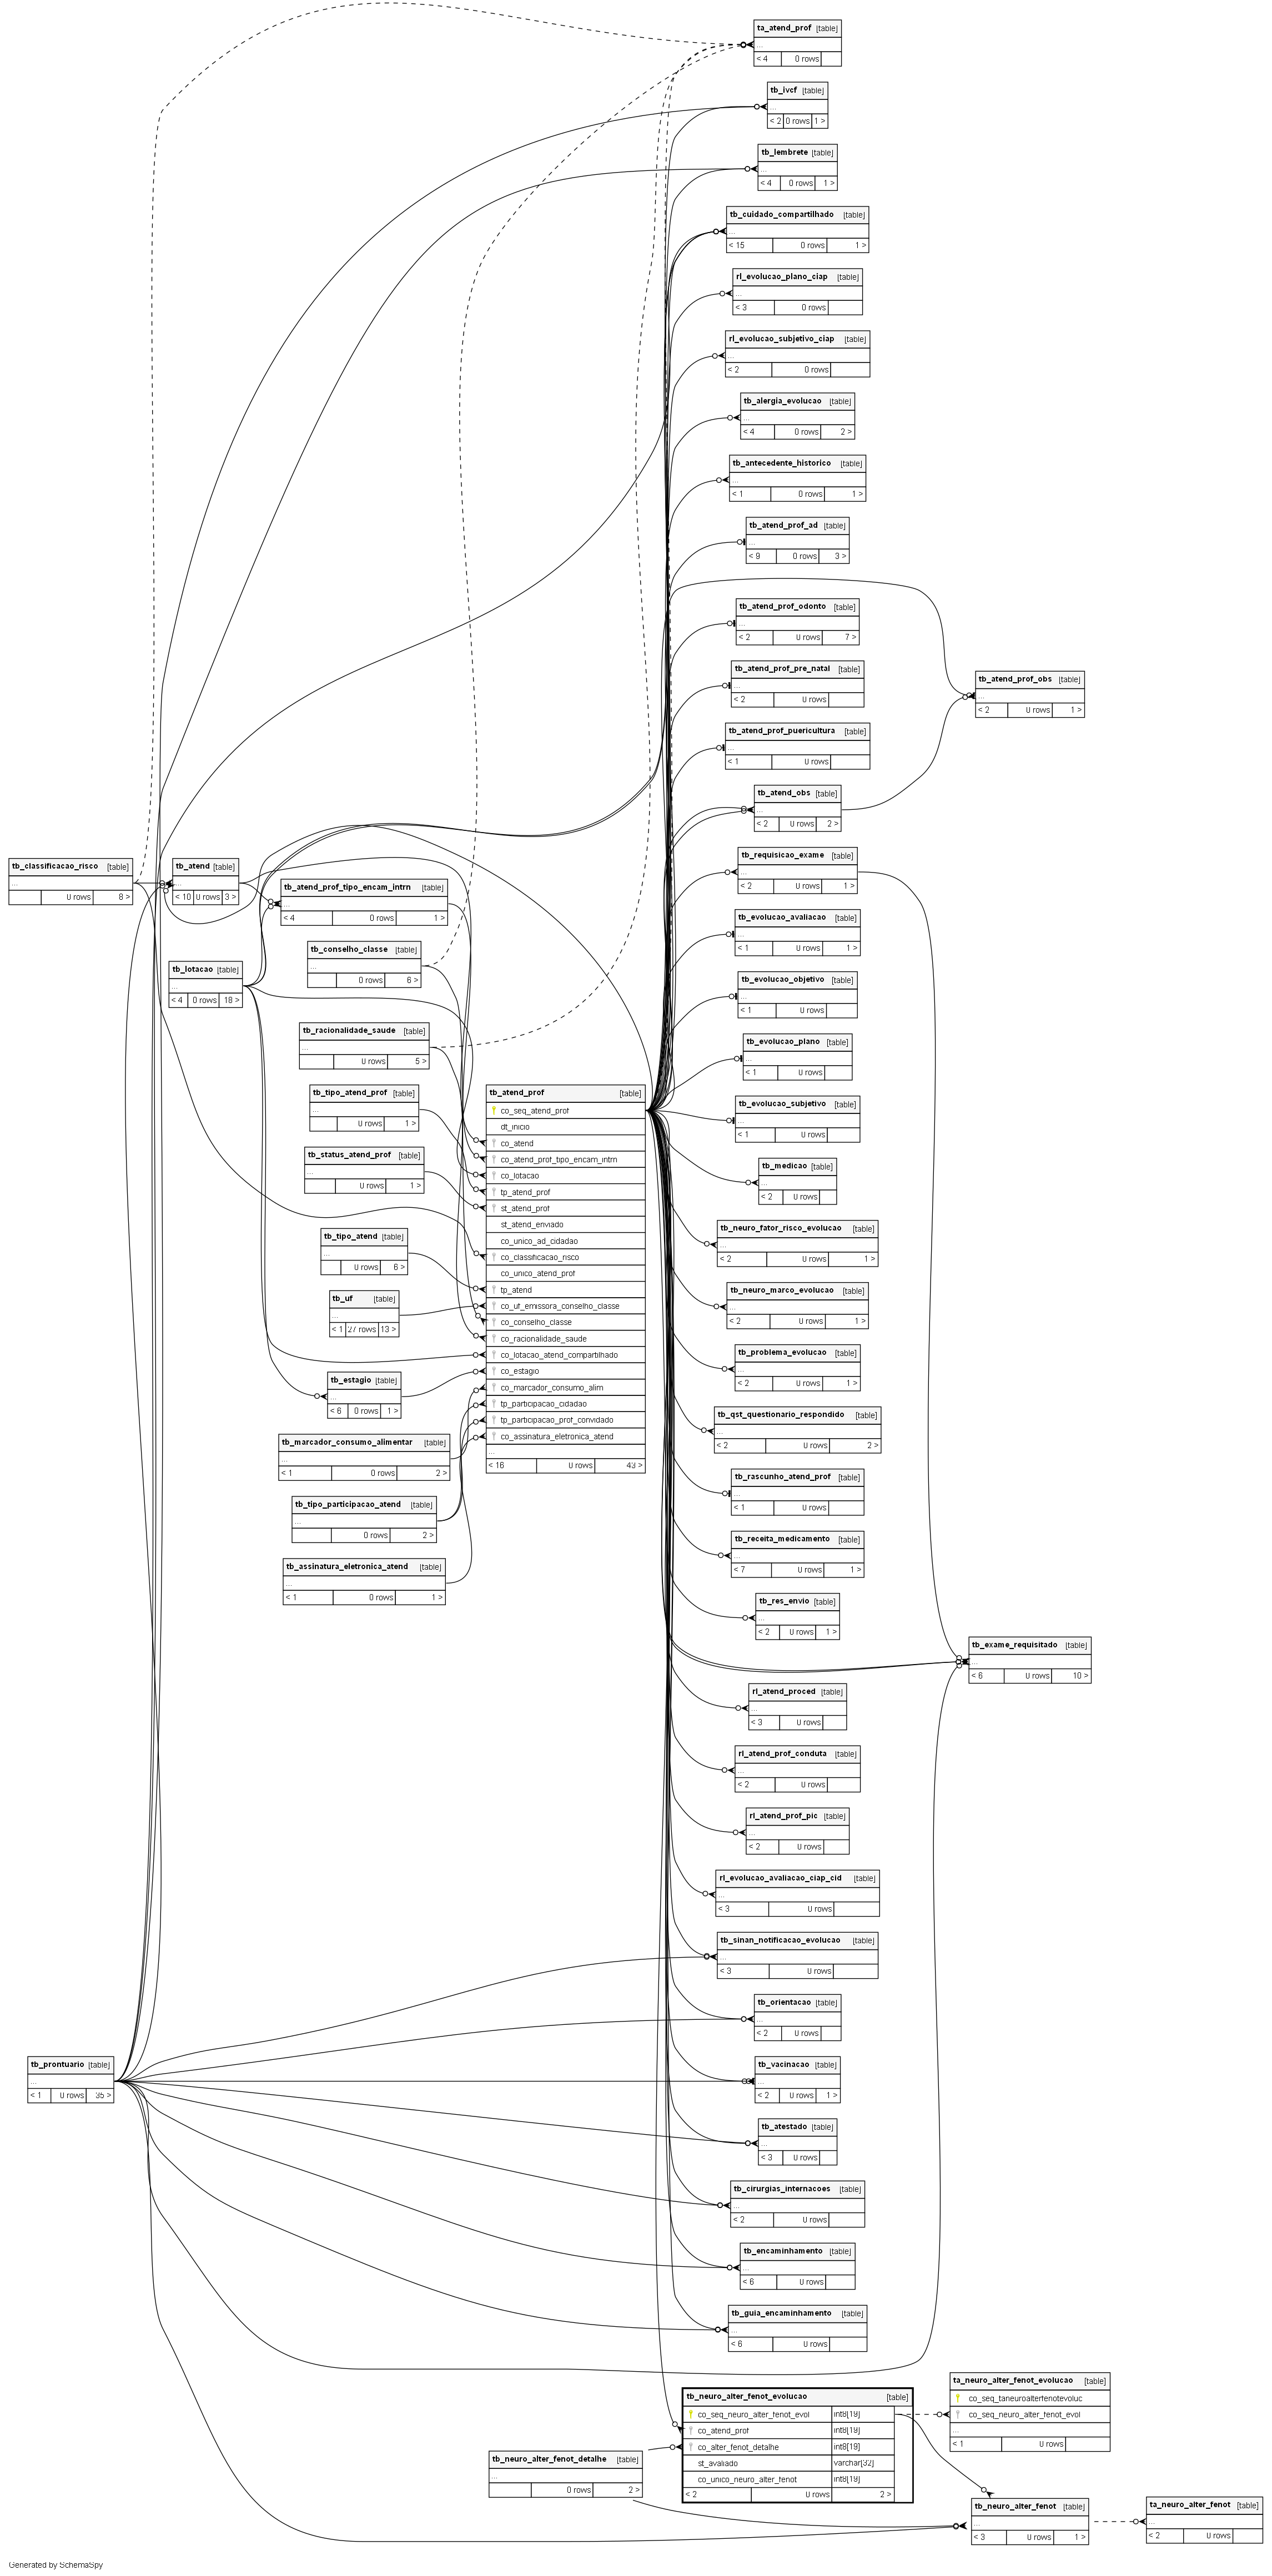 ta_atend_prof [table]
...
< 4 0 rows
tb_ivcf [table]
...
< 2 0 rows 1 >
tb_lembrete [table]
...
< 4 0 rows 1 >
tb_cuidado_compartilhado [table]
...
< 15 0 rows 1 >
rl_evolucao_plano_ciap [table]
...
< 3 0 rows
rl_evolucao_subjetivo_ciap [table]
...
< 2 0 rows
tb_alergia_evolucao [table]
...
< 4 0 rows 2 >
tb_antecedente_historico [table]
...
< 1 0 rows 1 >
tb_atend_prof_ad [table]
...
< 9 0 rows 3 >
tb_atend_prof_odonto [table]
...
< 2 0 rows 7 >
tb_atend_prof_pre_natal [table]
...
< 2 0 rows
tb_atend_prof_obs [table]
...
< 2 0 rows 1 >
tb_atend_prof_puericultura [table]
...
< 1 0 rows
tb_atend_obs [table]
...
< 2 0 rows 2 >
tb_requisicao_exame [table]
...
< 2 0 rows 1 >
tb_classificacao_risco [table]
...
0 rows 8 >
tb_atend [table]
...
< 10 0 rows 3 >
tb_atend_prof_tipo_encam_intrn [table]
...
< 4 0 rows 1 >
tb_evolucao_avaliacao [table]
...
< 1 0 rows 1 >
tb_conselho_classe [table]
...
0 rows 6 >
tb_lotacao [table]
...
< 4 0 rows 18 >
tb_evolucao_objetivo [table]
...
< 1 0 rows
tb_racionalidade_saude [table]
...
0 rows 5 >
tb_evolucao_plano [table]
...
< 1 0 rows
tb_tipo_atend_prof [table]
...
0 rows 1 >
tb_status_atend_prof [table]
...
0 rows 1 >
tb_tipo_atend [table]
...
0 rows 6 >
tb_uf [table]
...
< 1 27 rows 13 >
tb_estagio [table]
...
< 6 0 rows 1 >
tb_marcador_consumo_alimentar [table]
...
< 1 0 rows 2 >
tb_tipo_participacao_atend [table]
...
0 rows 2 >
tb_assinatura_eletronica_atend [table]
...
< 1 0 rows 1 >
tb_atend_prof [table]
co_seq_atend_prof
dt_inicio
co_atend
co_atend_prof_tipo_encam_intrn
co_lotacao
tp_atend_prof
st_atend_prof
st_atend_enviado
co_unico_ad_cidadao
co_classificacao_risco
co_unico_atend_prof
tp_atend
co_uf_emissora_conselho_classe
co_conselho_classe
co_racionalidade_saude
co_lotacao_atend_compartilhado
co_estagio
co_marcador_consumo_alim
tp_participacao_cidadao
tp_participacao_prof_convidado
co_assinatura_eletronica_atend
...
< 16 0 rows 43 >
tb_evolucao_subjetivo [table]
...
< 1 0 rows
tb_medicao [table]
...
< 2 0 rows
tb_neuro_fator_risco_evolucao [table]
...
< 2 0 rows 1 >
tb_neuro_marco_evolucao [table]
...
< 2 0 rows 1 >
tb_problema_evolucao [table]
...
< 2 0 rows 1 >
tb_qst_questionario_respondido [table]
...
< 2 0 rows 2 >
tb_rascunho_atend_prof [table]
...
< 1 0 rows
tb_receita_medicamento [table]
...
< 7 0 rows 1 >
tb_res_envio [table]
...
< 2 0 rows 1 >
tb_exame_requisitado [table]
...
< 6 0 rows 10 >
rl_atend_proced [table]
...
< 3 0 rows
rl_atend_prof_conduta [table]
...
< 2 0 rows
rl_atend_prof_pic [table]
...
< 2 0 rows
rl_evolucao_avaliacao_ciap_cid [table]
...
< 3 0 rows
tb_sinan_notificacao_evolucao [table]
...
< 3 0 rows
tb_orientacao [table]
...
< 2 0 rows
tb_prontuario [table]
...
< 1 0 rows 35 >
tb_vacinacao [table]
...
< 2 0 rows 1 >
tb_atestado [table]
...
< 3 0 rows
tb_cirurgias_internacoes [table]
...
< 2 0 rows
tb_encaminhamento [table]
...
< 6 0 rows
tb_guia_encaminhamento [table]
...
< 6 0 rows
tb_neuro_alter_fenot_evolucao [table]
co_seq_neuro_alter_fenot_evol int8[19]
co_atend_prof int8[19]
co_alter_fenot_detalhe int8[19]
st_avaliado varchar[32]
co_unico_neuro_alter_fenot int8[19]
< 2 0 rows 2 >
ta_neuro_alter_fenot_evolucao [table]
co_seq_taneuroalterfenotevoluc
co_seq_neuro_alter_fenot_evol
...
< 1 0 rows
tb_neuro_alter_fenot_detalhe [table]
...
0 rows 2 >
tb_neuro_alter_fenot [table]
...
< 3 0 rows 1 >
ta_neuro_alter_fenot [table]
...
< 2 0 rows
Generated by SchemaSpy